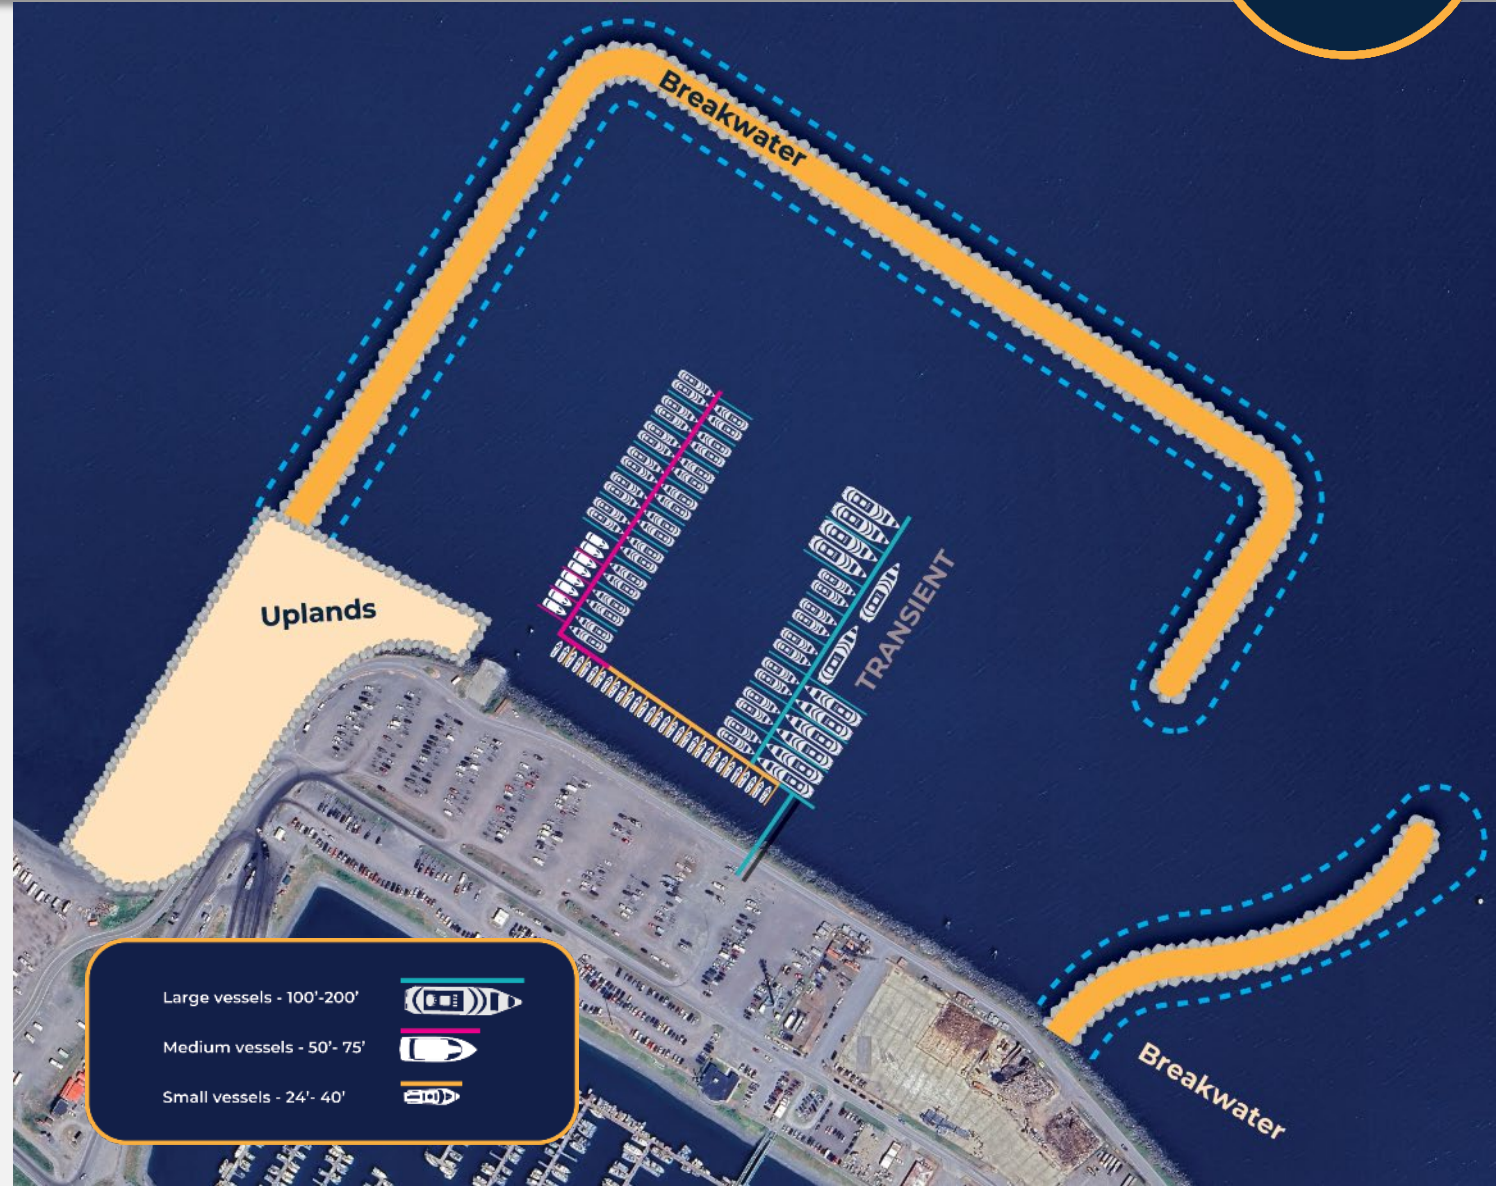 Breakwater
Uplands
TRANSIENT
Large vessels - 100'-200'
Medium vessels - 50'- 75'
Small vessels - 24'- 40'
Breakwater